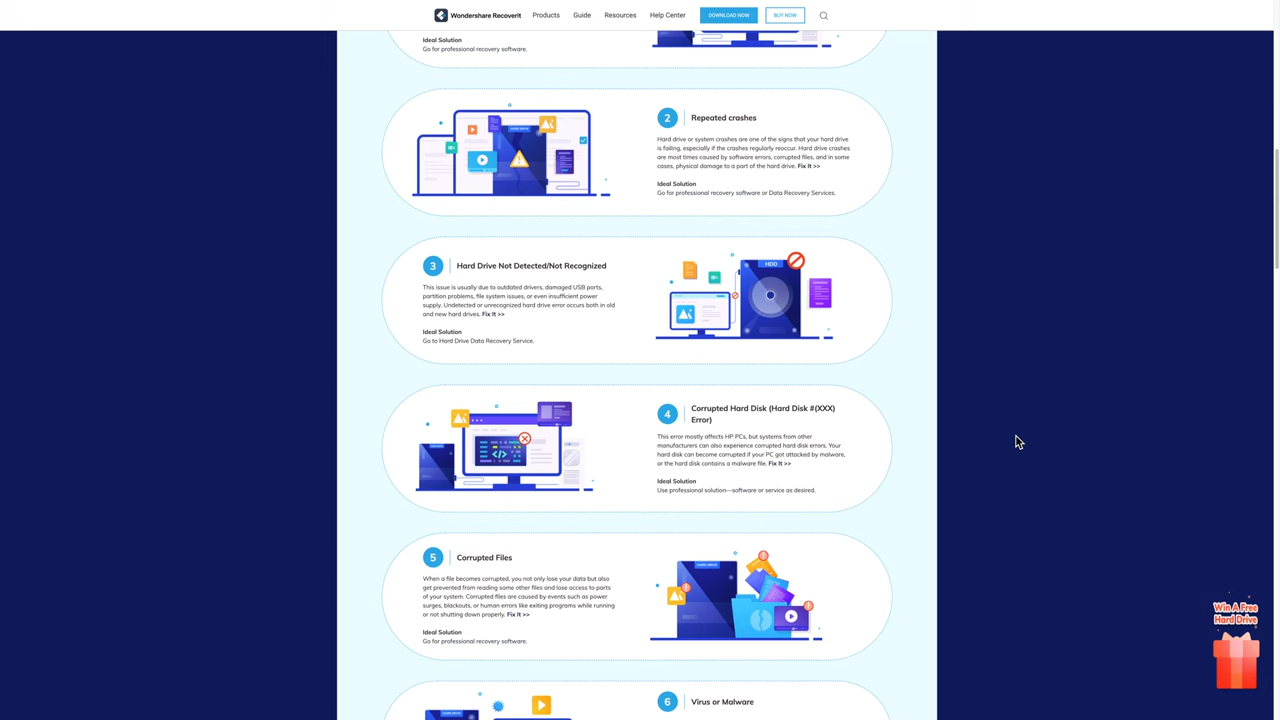 Wondershare Recoverit
Products
Guide
Resources
Help Center
DOWNLOAD NOW
BUY NOW
Ideal Solution
Go for professional recovery software.
HARD DRIVE
2
Repeated crashes
Hard drive or system crashes are one of the signs that your hard drive
is failing, especially if the crashes regularly reoccur. Hard drive crashes
are most times caused by software errors, corrupted files, and in some
cases, physical damage to a part of the hard drive. Fix It >>
Ideal Solution
Go for professional recovery software or Data Recovery Services.
3
Hard Drive Not Detected/Not Recognized
This issue is usually due to outdated drivers, damaged USB ports,
partition problems, file system issues, or even insufficient power
supply. Undetected or unrecognized hard drive error occurs both in old
and new hard drives. Fix It >>
Ideal Solution
Go to Hard Drive Data Recovery Service.
HDD
4
Corrupted Hard Disk (Hard Disk #(XXX)
Error)
This error mostly affects HP PCs, but systems from other
manufacturers can also experience corrupted hard disk errors. Your
hard disk can become corrupted if your PC got attacked by malware,
or the hard disk contains a malware file. Fix It >>
Ideal Solution
Use professional solution—software or service as desired.
5
Corrupted Files
When a file becomes corrupted, you not only lose your data but also
get prevented from reading some other files and lose access to parts
of your system. Corrupted files are caused by events such as power
surges, blackouts, or human errors like exiting programs while running
or not shutting down properly. Fix It >>
Ideal Solution
Go for professional recovery software.
HARD DRIVE
Win A Free
Hard Drive
6
Virus or Malware
HARD DRIVE